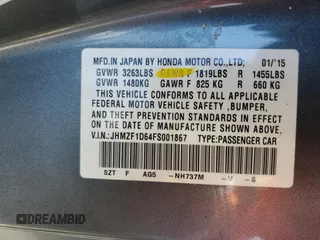 MFD.IN JAPAN BY HONDA MOTOR CO.,LTD; 01/'15
GVWR 3263LBS GAWR F 1819LBS R 1455LBS
GVWR 1480KG GAWR F 825 KG R 660 KG
THIS VEHICLE CONFORMS TO ALL APPLICABLE
FEDERAL MOTOR VEHICLE SAFETY ,BUMPER,
AND THEFT PREVENTION STANDARDS IN EFFECT
ON THE DATE OF MANUFACTURE SHOWN ABOVE.
V.I.N.: JHMZF1D64FS001867 TYPE:PASSENGER CAR
SZT F AG5 -NH737M -V -S
DREAMBID